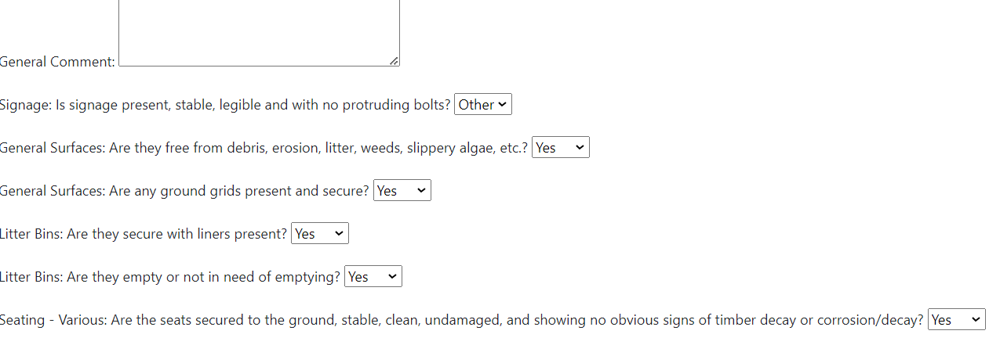 General Comment:
Signage: Is signage present, stable, legible and with no protruding bolts? Other
General Surfaces: Are they free from debris, erosion, litter, weeds, slippery algae, etc.? Yes
General Surfaces: Are any ground grids present and secure? Yes
Litter Bins: Are they secure with liners present? Yes
Litter Bins: Are they empty or not in need of emptying? Yes
Seating - Various: Are the seats secured to the ground, stable, clean, undamaged, and showing no obvious signs of timber decay or corrosion/decay? Yes